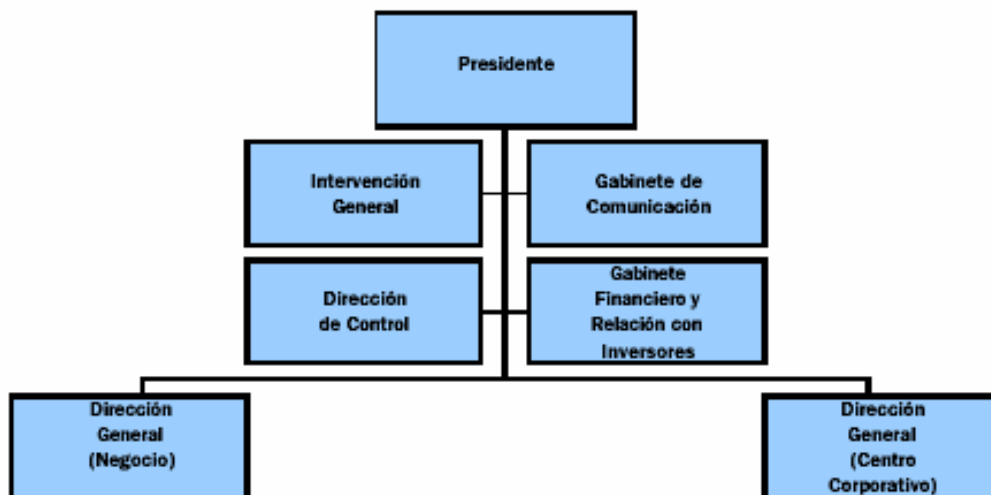 Presidente
Intervención
General
Gabinete de
Comunicación
Dirección
de Control
Gabinete
Financiero y
Relación con
Inversores
Dirección
General
(Negocio)
Dirección
General
(Centro
Corporativo)